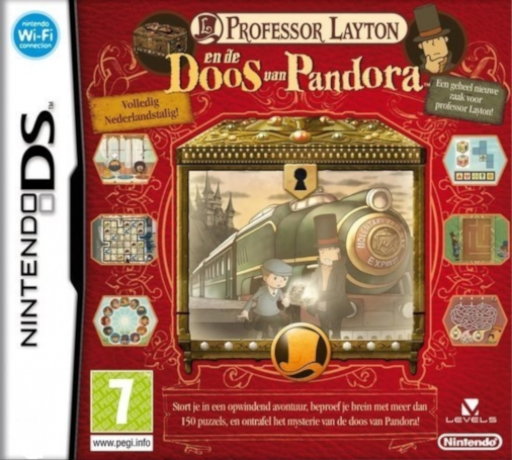 nintendo
Wi-Fi
connection
NINTENDO DS™
PROFESSOR LAYTON
en de
DOOS van PANDORA™
Volledig
Nederlandstalig!
Een geheel nieuwe
zaak voor
professor Layton!
EXPRESS
7
www.pegi.info
Stort je in een opwindend avontuur, beproef je brein met meer dan
150 puzzels, en ontrafel het mysterie van de doos van Pandora!
LEVEL5
Nintendo